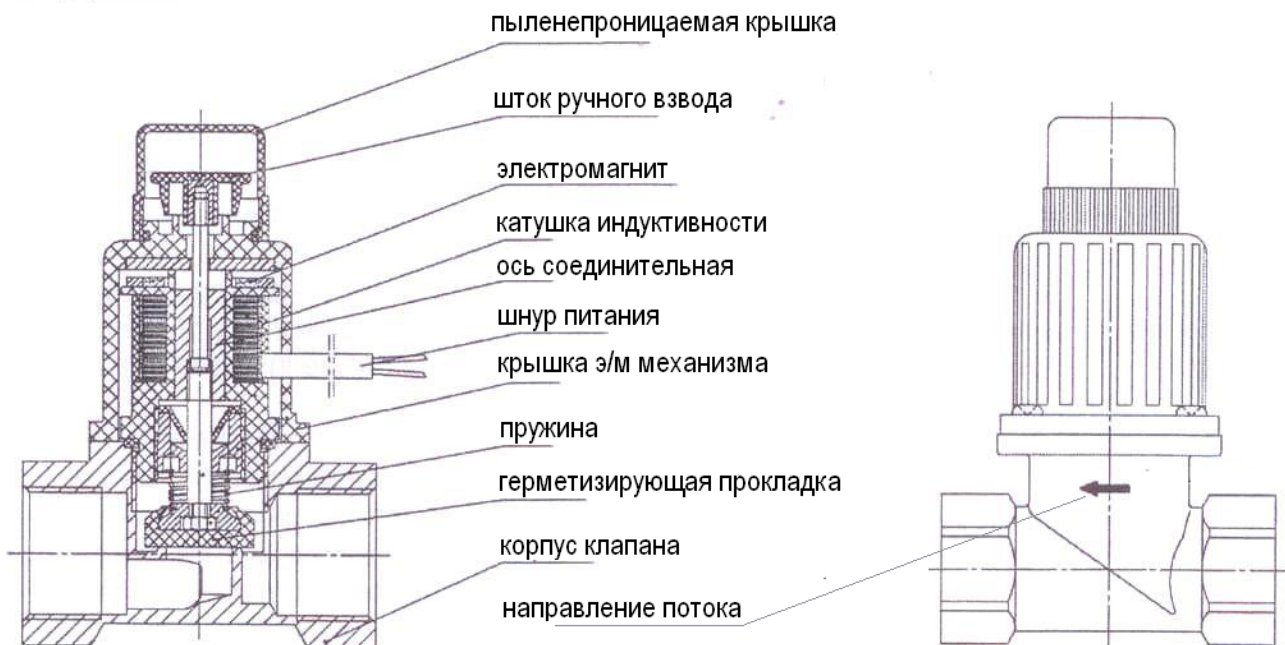 пыленепроницаемая крышка
шток ручного взвода
электромагнит
катушка индуктивности
ось соединительная
шнур питания
крышка э/м механизма
пружина
герметизирующая прокладка
корпус клапана
направление потока